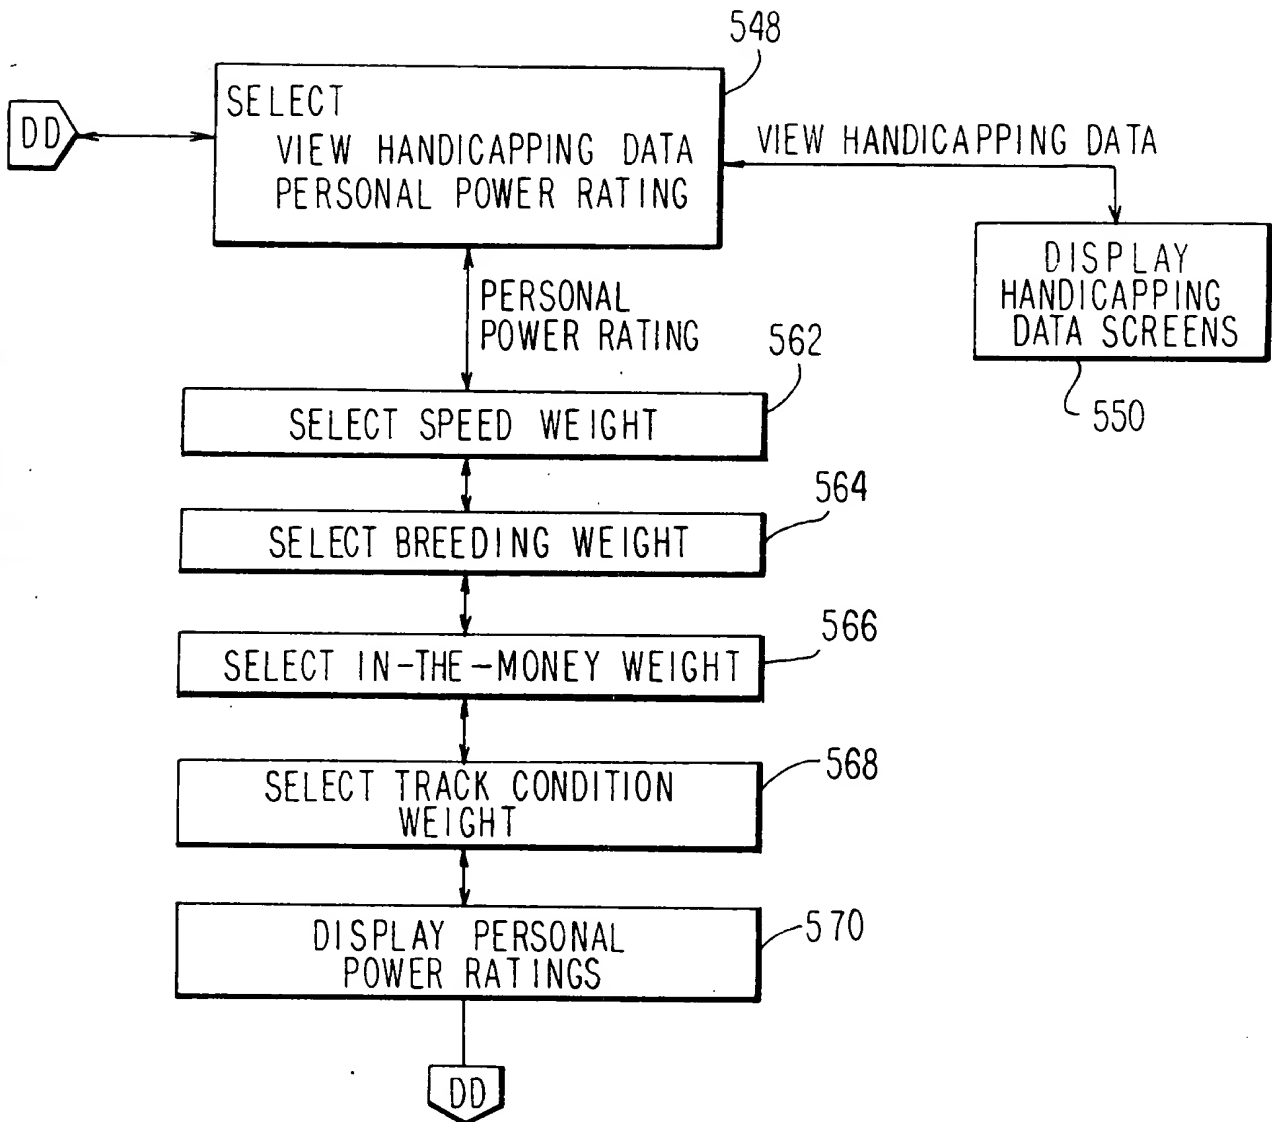 548
DD
SELECT
VIEW HANDICAPPING DATA
PERSONAL POWER RATING
VIEW HANDICAPPING DATA
DISPLAY
HANDICAPPING
DATA SCREENS
550
PERSONAL
POWER RATING
562
SELECT SPEED WEIGHT
564
SELECT BREEDING WEIGHT
566
SELECT IN-THE-MONEY WEIGHT
568
SELECT TRACK CONDITION
WEIGHT
570
DISPLAY PERSONAL
POWER RATINGS
DD